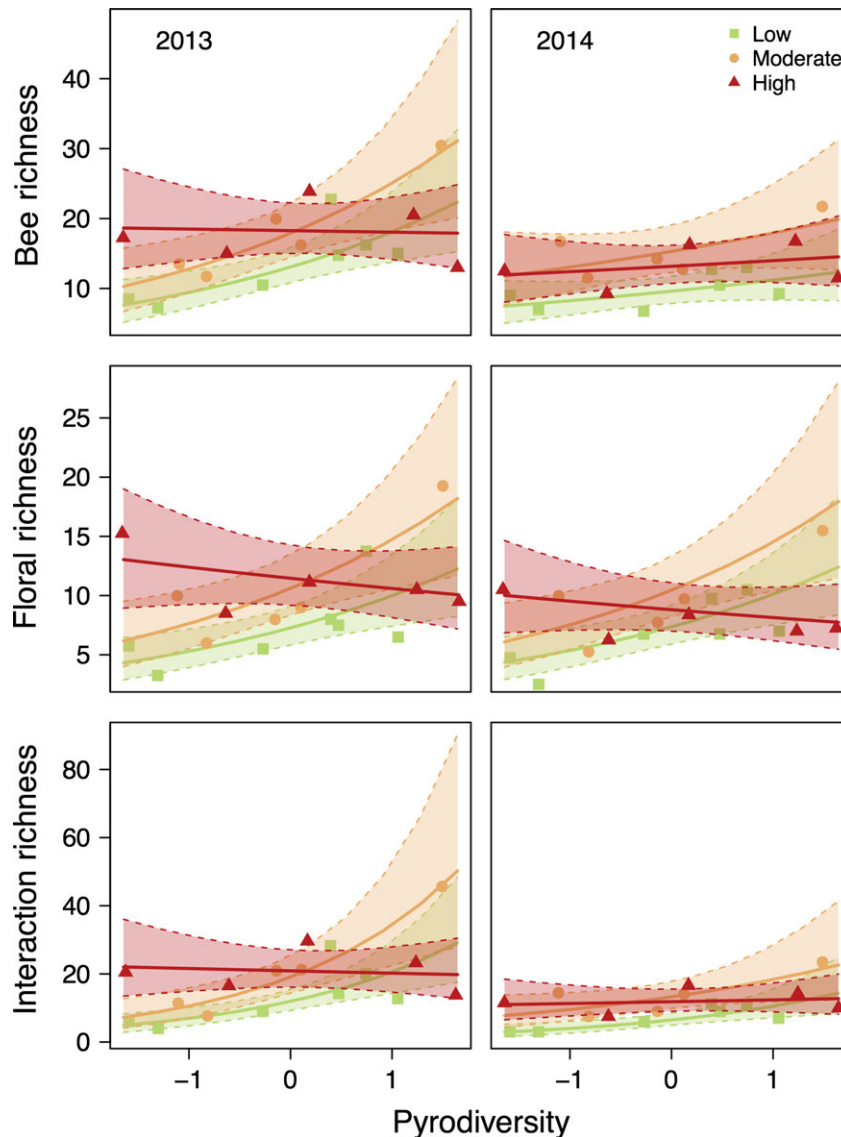 2013
2014
Low
Moderate
High
Bee richness
40
30
20
10
Floral richness
25
20
15
10
5
Interaction richness
80
60
40
20
0
−1 0 1
−1 0 1
Pyrodiversity